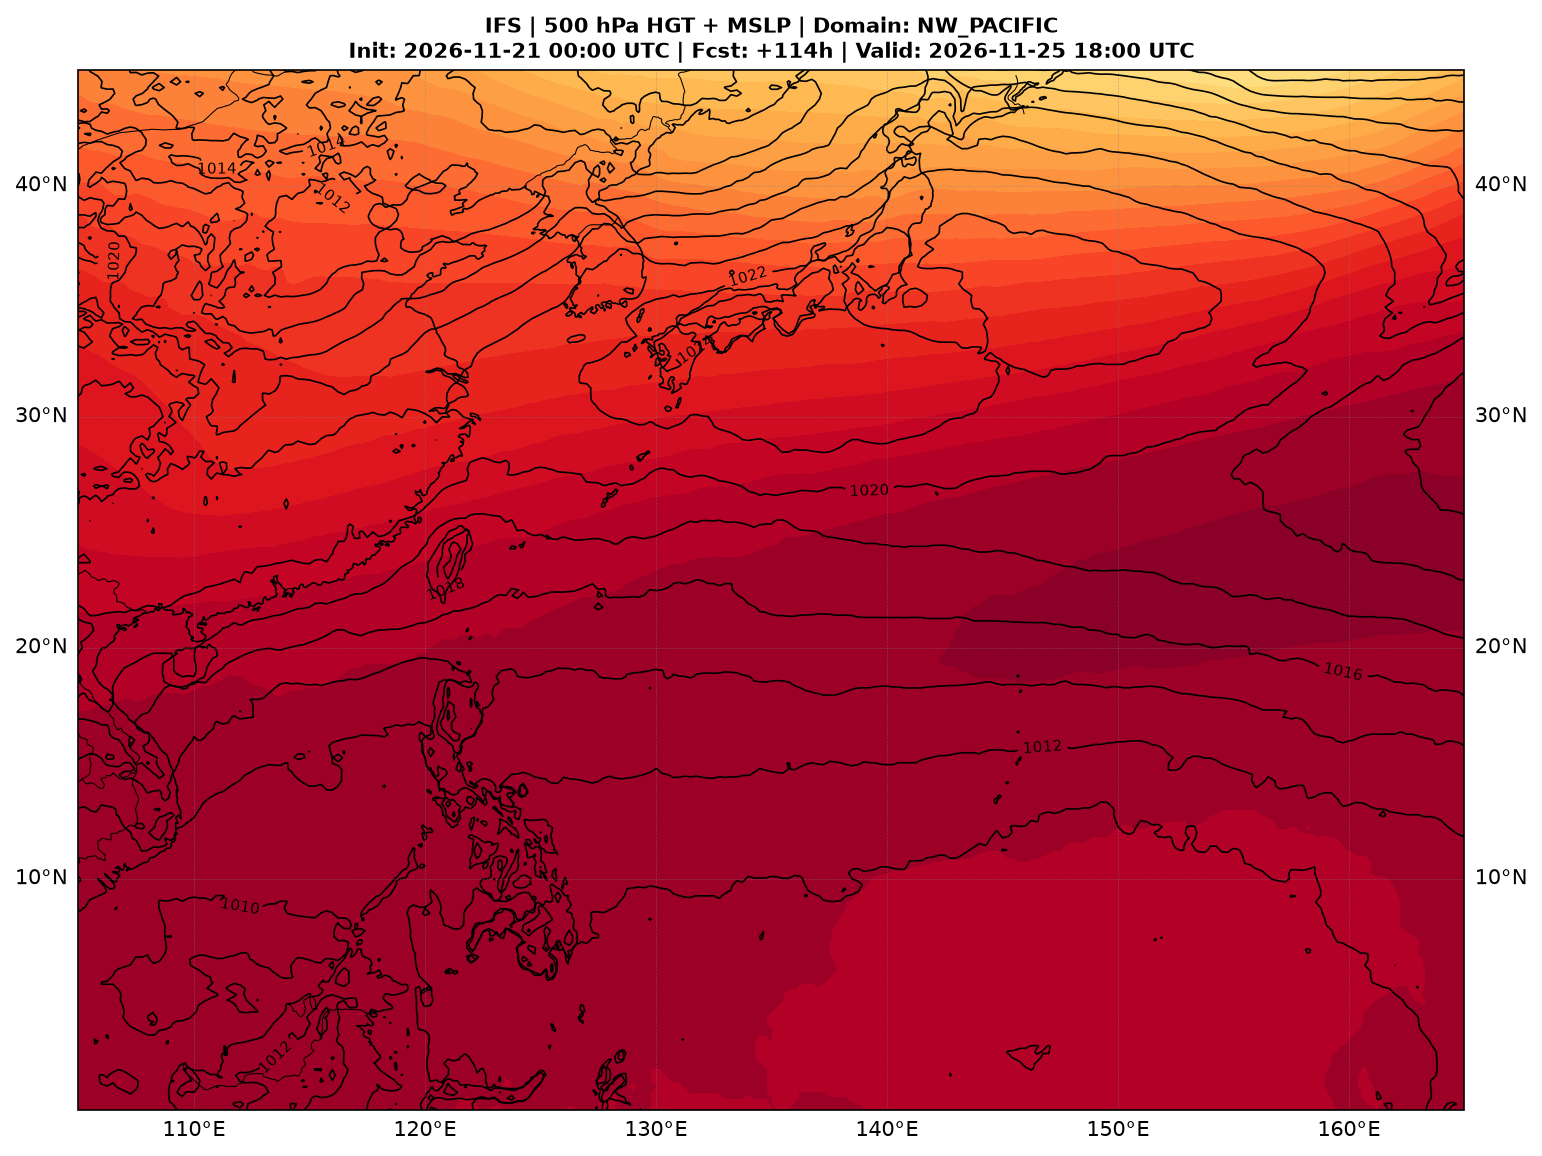 IFS | 500 hPa HGT + MSLP | Domain: NW_PACIFIC
Init: 2026-11-21 00:00 UTC | Fcst: +114h | Valid: 2026-11-25 18:00 UTC
1014
1014
1012
40°N
40°N
1020
1022
1024
30°N
30°N
1020
1018
20°N
20°N
1016
1012
10°N
10°N
1010
1012
110°E
120°E
130°E
140°E
150°E
160°E